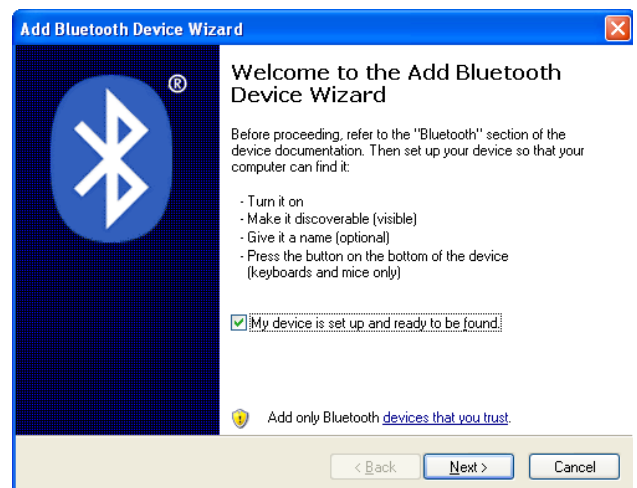 Add Bluetooth Device Wizard
®
Welcome to the Add Bluetooth
Device Wizard
Before proceeding, refer to the "Bluetooth" section of the
device documentation. Then set up your device so that your
computer can find it:
- Turn it on
- Make it discoverable (visible)
- Give it a name (optional)
- Press the button on the bottom of the device
(keyboards and mice only)
My device is set up and ready to be found.
Add only Bluetooth devices that you trust.
< Back Next > Cancel